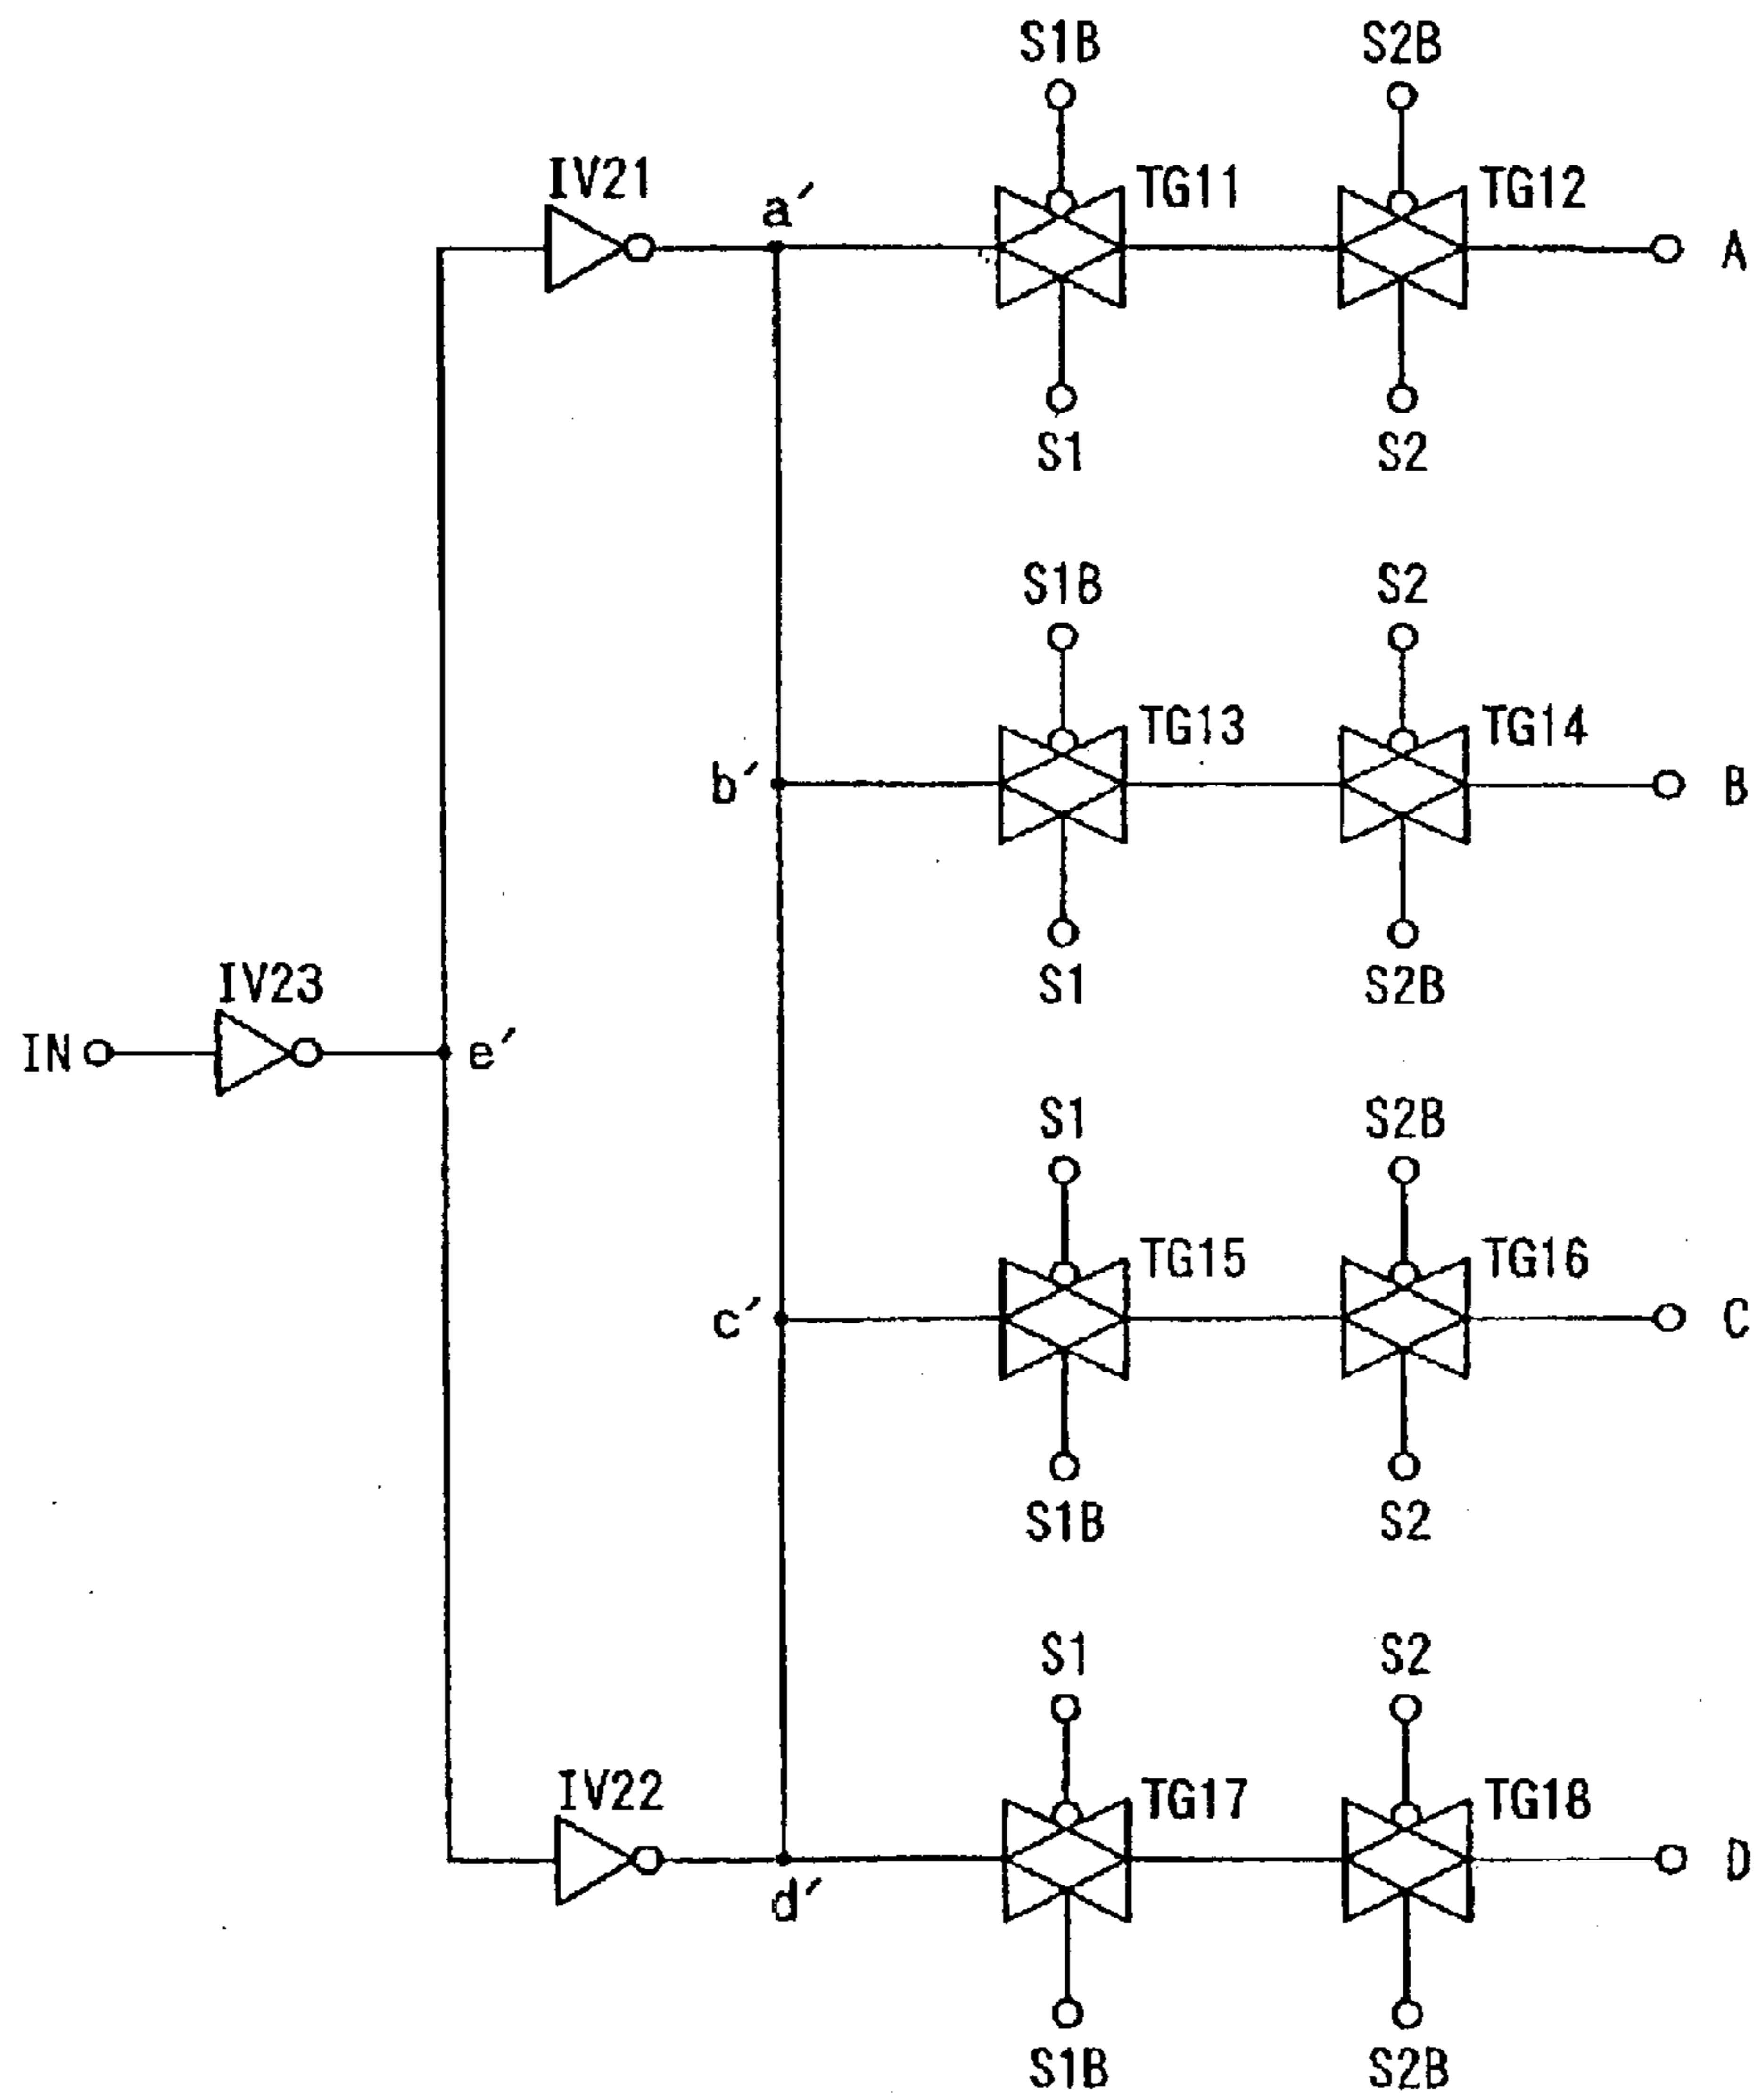 S1B S2B
IV21 a′ TG11 TG12
A
S1 S2
S1B S2
TG13 TG14
b′ B
IV23 S1 S2B
IN e′
S1 S2B
TG15 TG16
c′ C
S1B S2
S1 S2
IV22 TG17 TG18
D
d′
S1B S2B